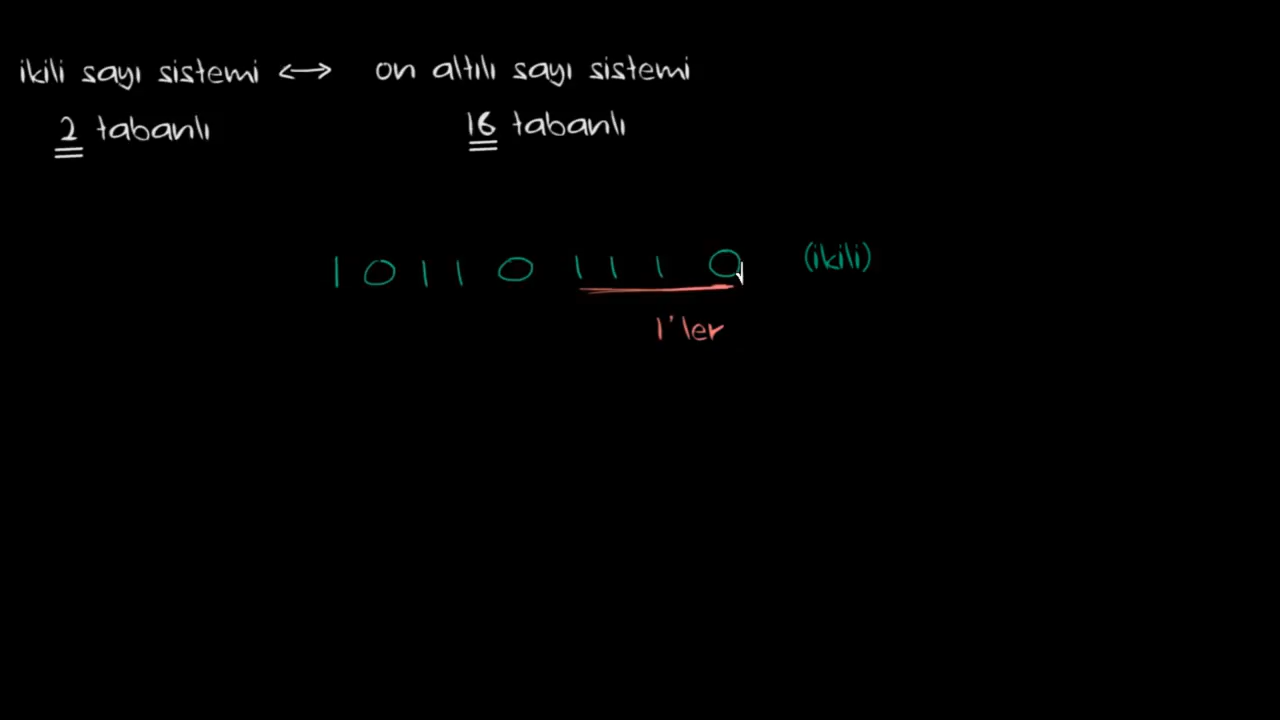 ikili sayı sistemi ↔ on altılı sayı sistemi
2 tabanlı 16 tabanlı
1 0 1 1 0 1 1 1 0 (ikili)
1'ler